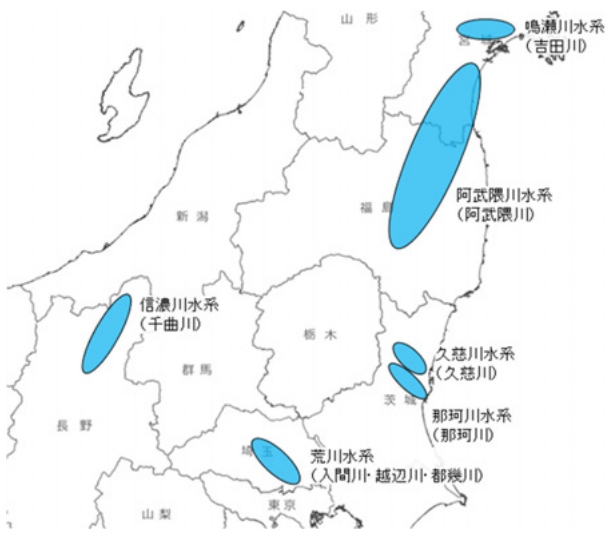 山形
鳴瀬川水系
(吉田川)
宮城
阿武隈川水系
(阿武隈川)
福島
新潟
信濃川水系
(千曲川)
栃木
久慈川水系
(久慈川)
群馬
茨城
那珂川水系
(那珂川)
長野
埼玉
荒川水系
(入間川・越辺川・都幾川)
東京
山梨